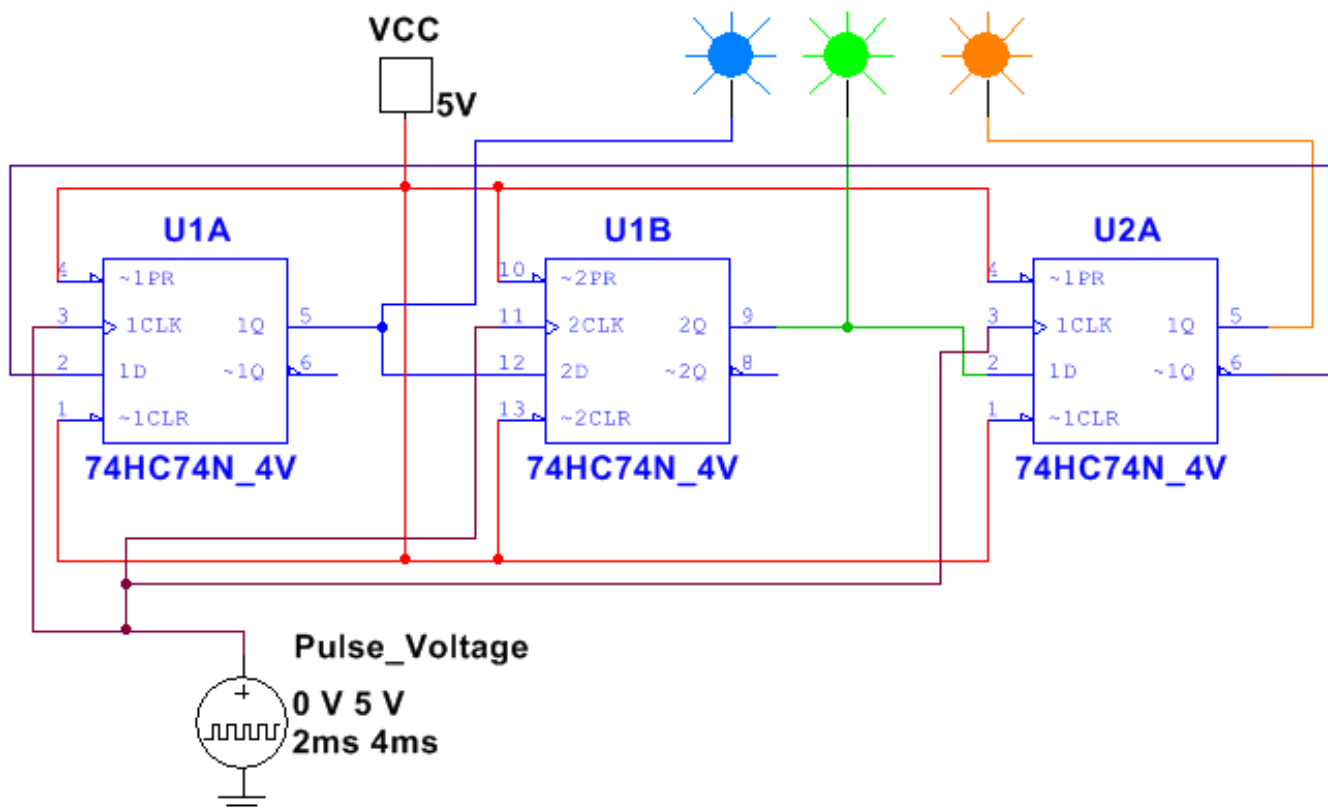 VCC
5V
U1A
U1B
U2A
4
~1PR
3
1CLK
1Q
5
2
1D
~1Q
6
1
~1CLR
10
~2PR
11
2CLK
2Q
9
12
2D
~2Q
8
13
~2CLR
4
~1PR
3
1CLK
1Q
5
2
1D
~1Q
6
1
~1CLR
74HC74N_4V
74HC74N_4V
74HC74N_4V
Pulse_Voltage
0 V 5 V
2ms 4ms